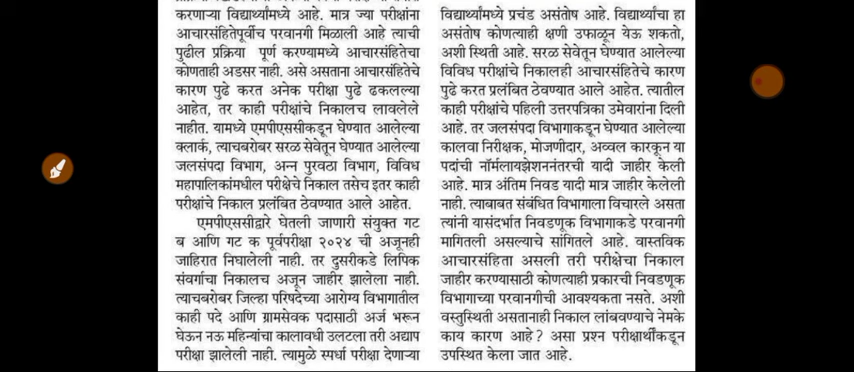 करणाऱ्या विद्यार्थ्यांमध्ये आहे. मात्र ज्या परीक्षांना
आचारसंहितेपूर्वीच परवानगी मिळाली आहे त्याची
पुढील प्रक्रिया पूर्ण करण्यामध्ये आचारसंहितेचा
कोणताही अडसर नाही. असे असताना आचारसंहितेचे
कारण पुढे करत अनेक परीक्षा पुढे ढकलल्या
आहेत, तर काही परीक्षांचे निकालच लावलेले
नाहीत. यामध्ये एमपीएससीकडून घेण्यात आलेल्या
क्लार्क, त्याचबरोबर सरळ सेवेतून घेण्यात आलेल्या
जलसंपदा विभाग, अन्न पुरवठा विभाग, विविध
महापालिकांमधील परीक्षेचे निकाल तसेच इतर काही
परीक्षांचे निकाल प्रलंबित ठेवण्यात आले आहेत.
एमपीएससीद्वारे घेतली जाणारी संयुक्त गट
ब आणि गट क पूर्वपरीक्षा २०२४ ची अजूनही
जाहिरात निघालेली नाही. तर दुसरीकडे लिपिक
संवर्गाचा निकालच अजून जाहीर झालेला नाही.
त्याचबरोबर जिल्हा परिषदेच्या आरोग्य विभागातील
काही पदे आणि ग्रामसेवक पदासाठी अर्ज भरून
घेऊन नऊ महिन्यांचा कालावधी उलटला तरी अद्याप
परीक्षा झालेली नाही. त्यामुळे स्पर्धा परीक्षा देणाऱ्या
विद्यार्थ्यांमध्ये प्रचंड असंतोष आहे. विद्यार्थ्यांचा हा
असंतोष कोणत्याही क्षणी उफाळून येऊ शकतो,
अशी स्थिती आहे. सरळ सेवेतून घेण्यात आलेल्या
विविध परीक्षांचे निकालही आचारसंहितेचे कारण
पुढे करत प्रलंबित ठेवण्यात आले आहेत. त्यातील
काही परीक्षांचे पहिली उत्तरपत्रिका उमेवारांना दिली
आहे. तर जलसंपदा विभागाकडून घेण्यात आलेल्या
कालवा निरीक्षक, मोजणीदार, अव्वल कारकून या
पदांची नॉर्मलायझेशननंतरची यादी जाहीर केली
आहे. मात्र अंतिम निवड यादी मात्र जाहीर केलेली
नाही. त्याबाबत संबंधित विभागाला विचारले असता
त्यांनी यासंदर्भात निवडणूक विभागाकडे परवानगी
मागितली असल्याचे सांगितले आहे. वास्तविक
आचारसंहिता असली तरी परीक्षेचा निकाल
जाहीर करण्यासाठी कोणत्याही प्रकारची निवडणूक
विभागाच्या परवानगीची आवश्यकता नसते. अशी
वस्तुस्थिती असतानाही निकाल लांबवण्याचे नेमके
काय कारण आहे? असा प्रश्न परीक्षार्थींकडून
उपस्थित केला जात आहे.